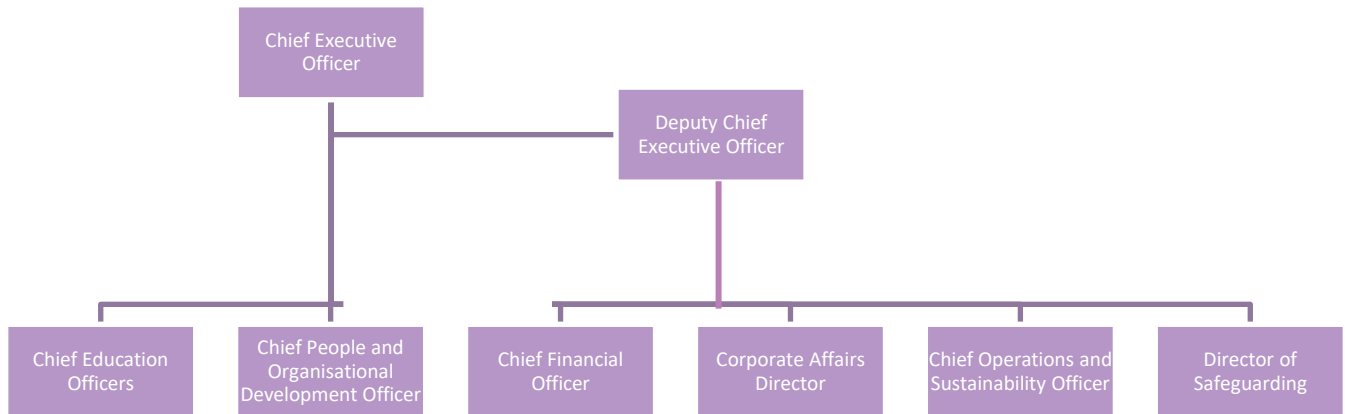 Chief Executive
Officer
Deputy Chief
Executive Officer
Chief Education
Officers
Chief People and
Organisational
Development Officer
Chief Financial
Officer
Corporate Affairs
Director
Chief Operations and
Sustainability Officer
Director of
Safeguarding